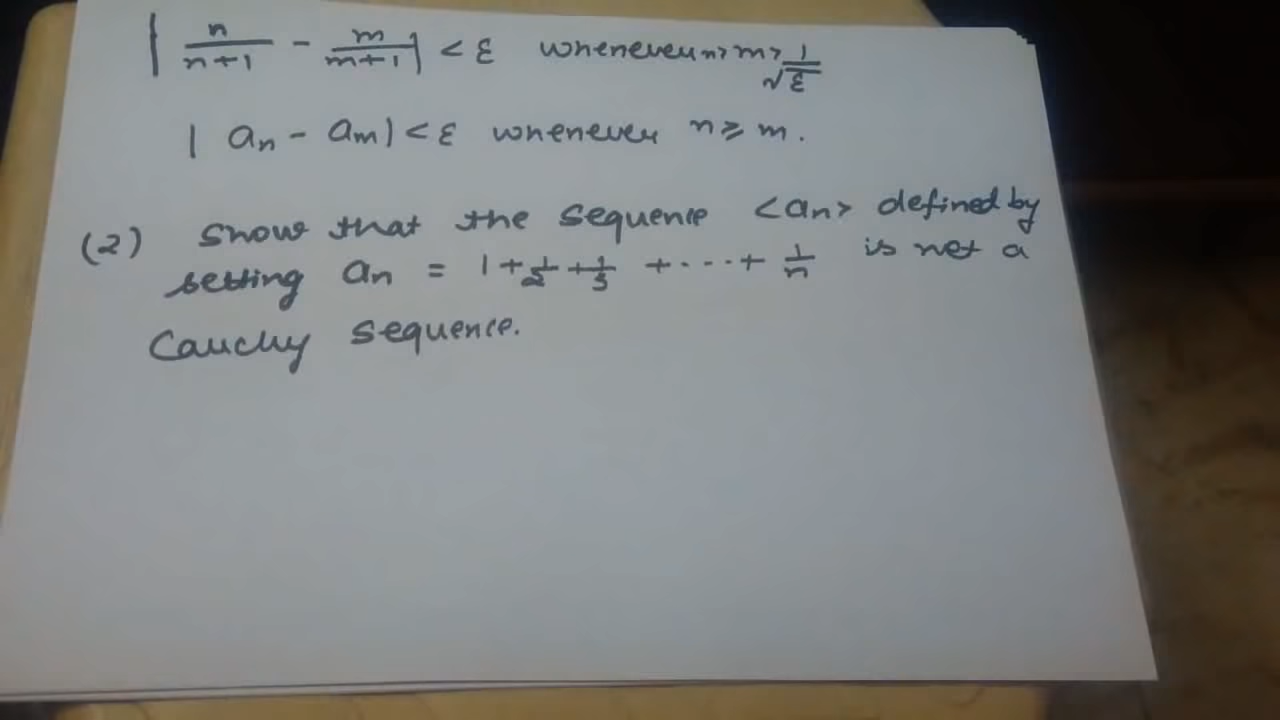 | n/n+1 - m/m+1 | < ε whenever n > m > 1/√ε
| an - am | < ε whenever n ≥ m.
(2) Show that the sequence <an> defined by
setting an = 1 + 1/2 + 1/3 + ... + 1/n is not a
Cauchy sequence.